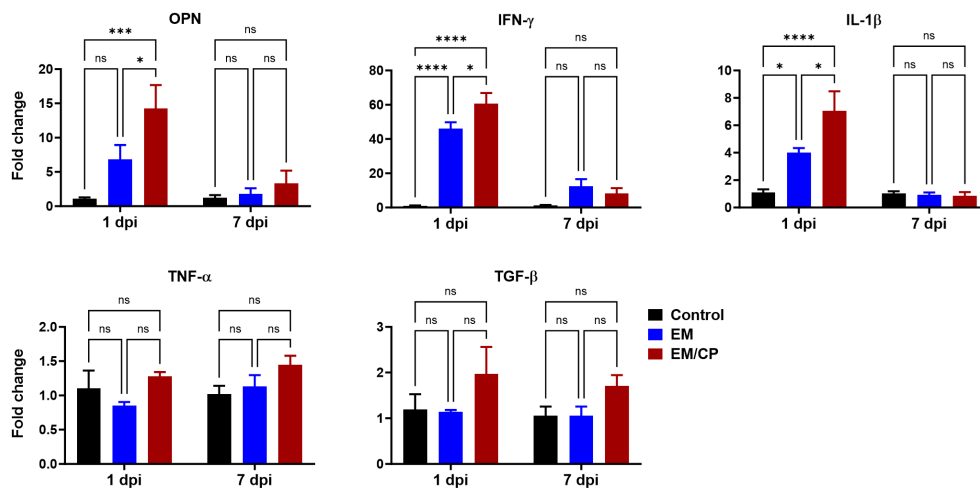 OPN
***
ns
ns
*
ns
ns
Fold change
20
15
10
5
0
1 dpi
7 dpi
IFN-γ
****
ns
****
*
ns
ns
60
40
20
0
1 dpi
7 dpi
IL-1β
****
ns
*
*
ns
ns
10
8
6
4
2
0
1 dpi
7 dpi
TNF-α
ns
ns
ns
ns
ns
ns
Fold change
2.0
1.5
1.0
0.5
0.0
1 dpi
7 dpi
TGF-β
ns
ns
ns
ns
ns
ns
3
2
1
0
1 dpi
7 dpi
Control
EM
EM/CP